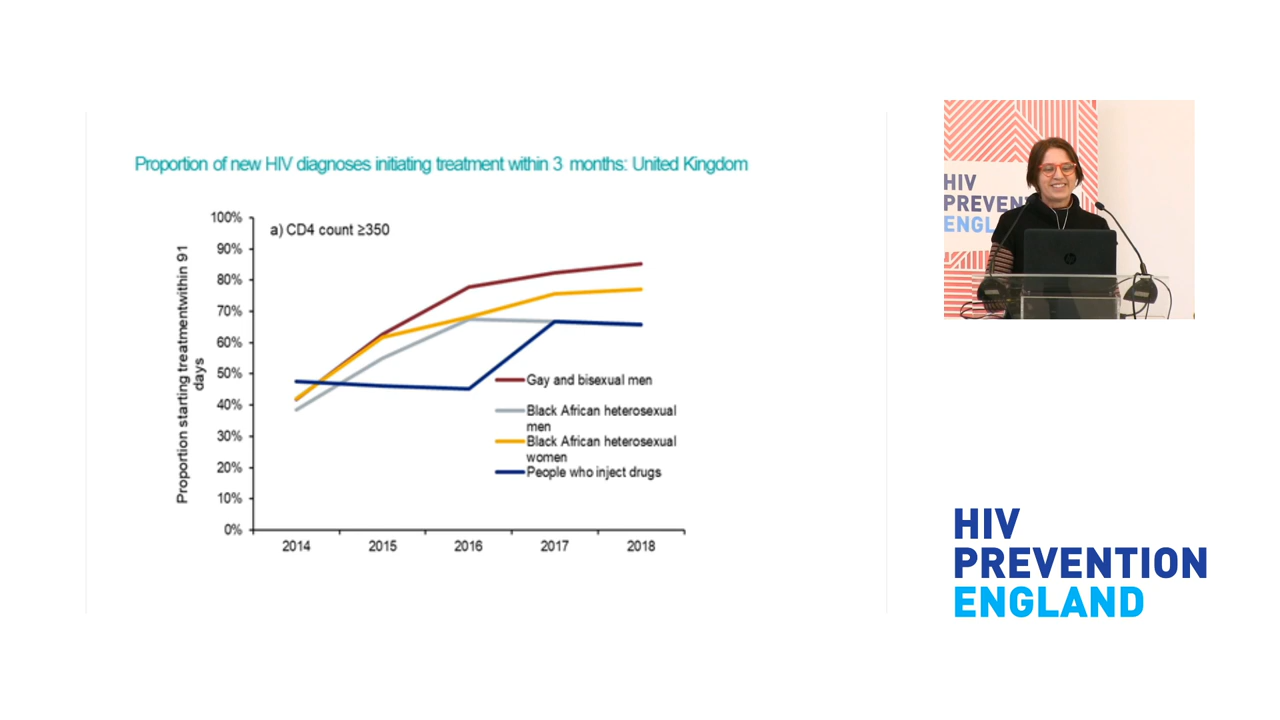 Proportion of new HIV diagnoses initiating treatment within 3 months: United Kingdom
a) CD4 count ≥350
Proportion starting treatmentwithin 91
days
100%
90%
80%
70%
60%
50%
40%
30%
20%
10%
0%
2014 2015 2016 2017 2018
Gay and bisexual men
Black African heterosexual
men
Black African heterosexual
women
People who inject drugs
HIV
PREVEN
ENGL
HIV
PREVENTION
ENGLAND